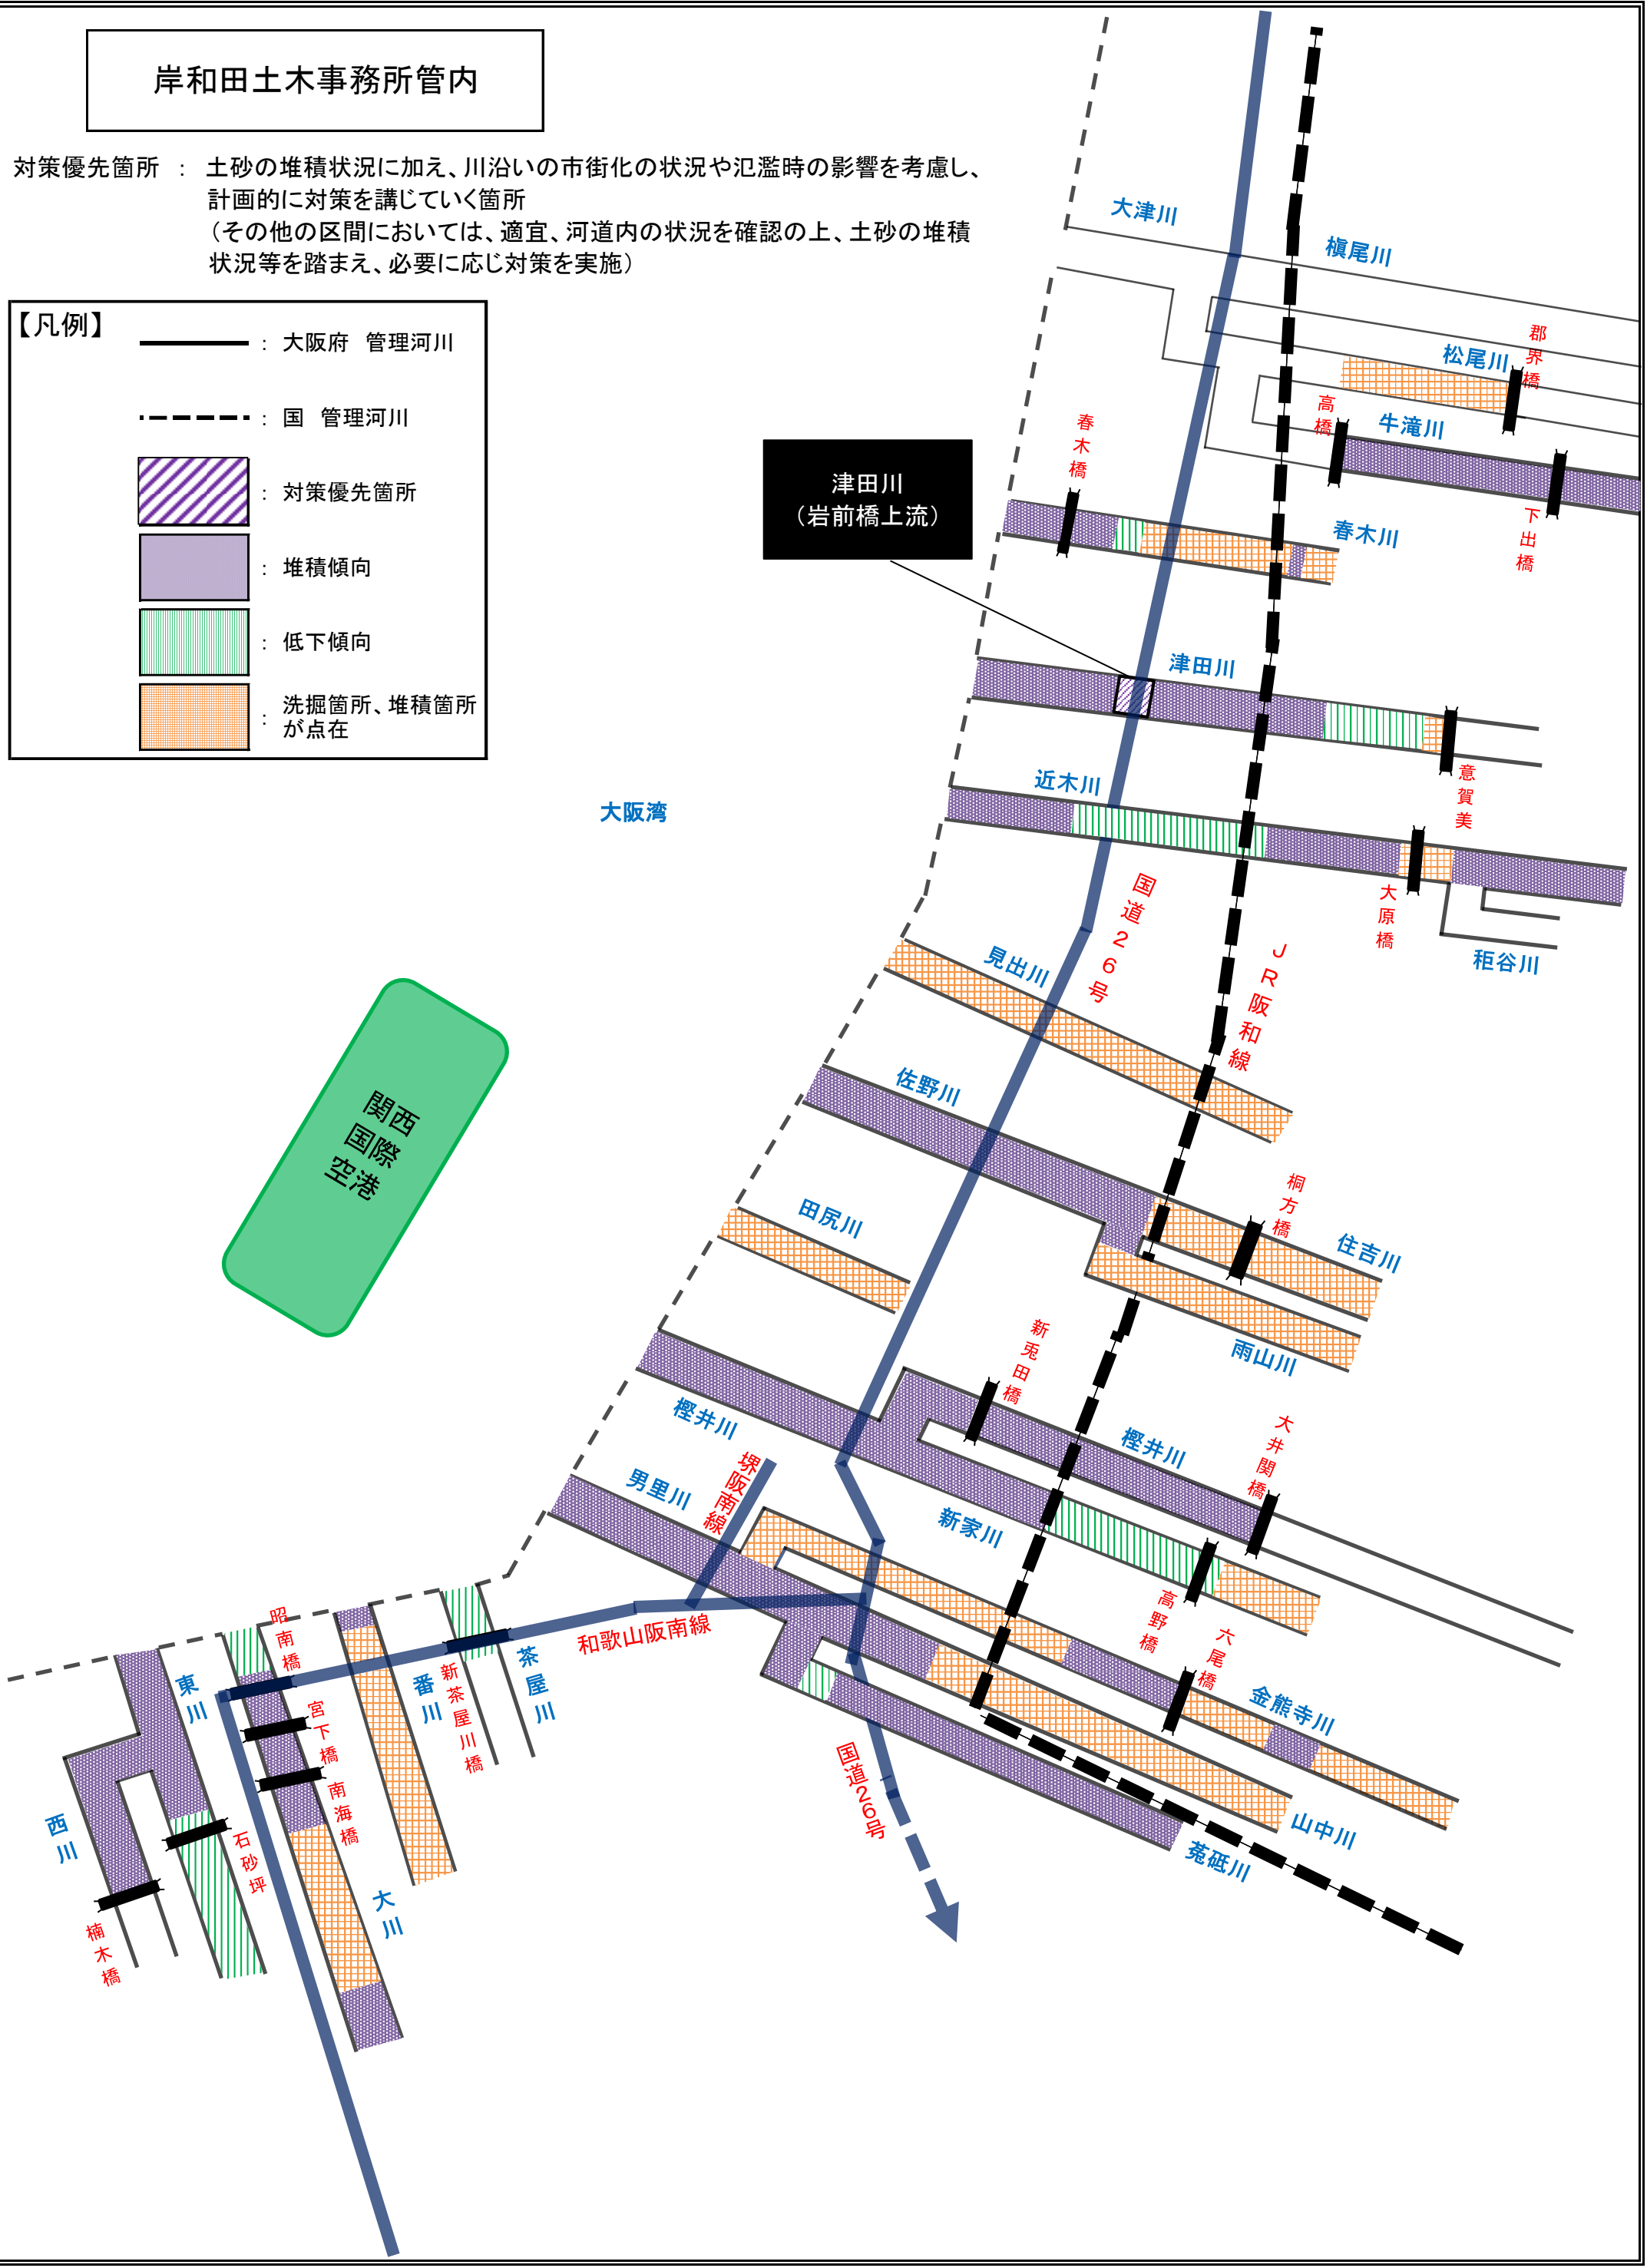 岸和田土木事務所管内
対策優先箇所 : 土砂の堆積状況に加え、川沿いの市街化の状況や氾濫時の影響を考慮し、
計画的に対策を講じていく箇所
（その他の区間においては、適宜、河道内の状況を確認の上、土砂の堆積
状況等を踏まえ、必要に応じ対策を実施）
【凡例】
: 大阪府 管理河川
: 国 管理河川
: 対策優先箇所
: 堆積傾向
: 低下傾向
: 洗掘箇所、堆積箇所
が点在
大津川
槇尾川
郡界橋
松尾川
高橋
牛滝川
春木橋
津田川
（岩前橋上流）
春木川
下出橋
津田川
意賀美
近木川
大阪湾
大原橋
秬谷川
国道26号
JR阪和線
見出川
関西
国際
空港
佐野川
桐方橋
住吉川
田尻川
雨山川
新兎田橋
樫井川
樫井川
大井関橋
堺阪南線
男里川
新家川
高野橋
六尾橋
金熊寺川
和歌山阪南線
昭南橋
東川
宮下橋
番川
新茶屋川橋
茶屋川
国道26号
南海橋
西川
石砂坪
大川
山中川
菟砥川
楠木橋